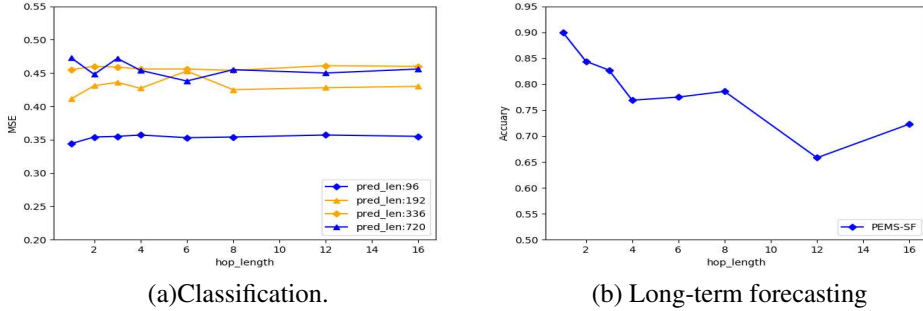 0.55
0.50
0.45
0.40
0.35
0.30
0.25
0.20
MSE
2 4 6 8 10 12 14 16
hop_length
pred_len:96
pred_len:192
pred_len:336
pred_len:720
(a)Classification.
0.95
0.90
0.85
0.80
0.75
0.70
0.65
0.60
0.55
0.50
Accuary
2 4 6 8 10 12 14 16
hop_length
PEMS-SF
(b) Long-term forecasting